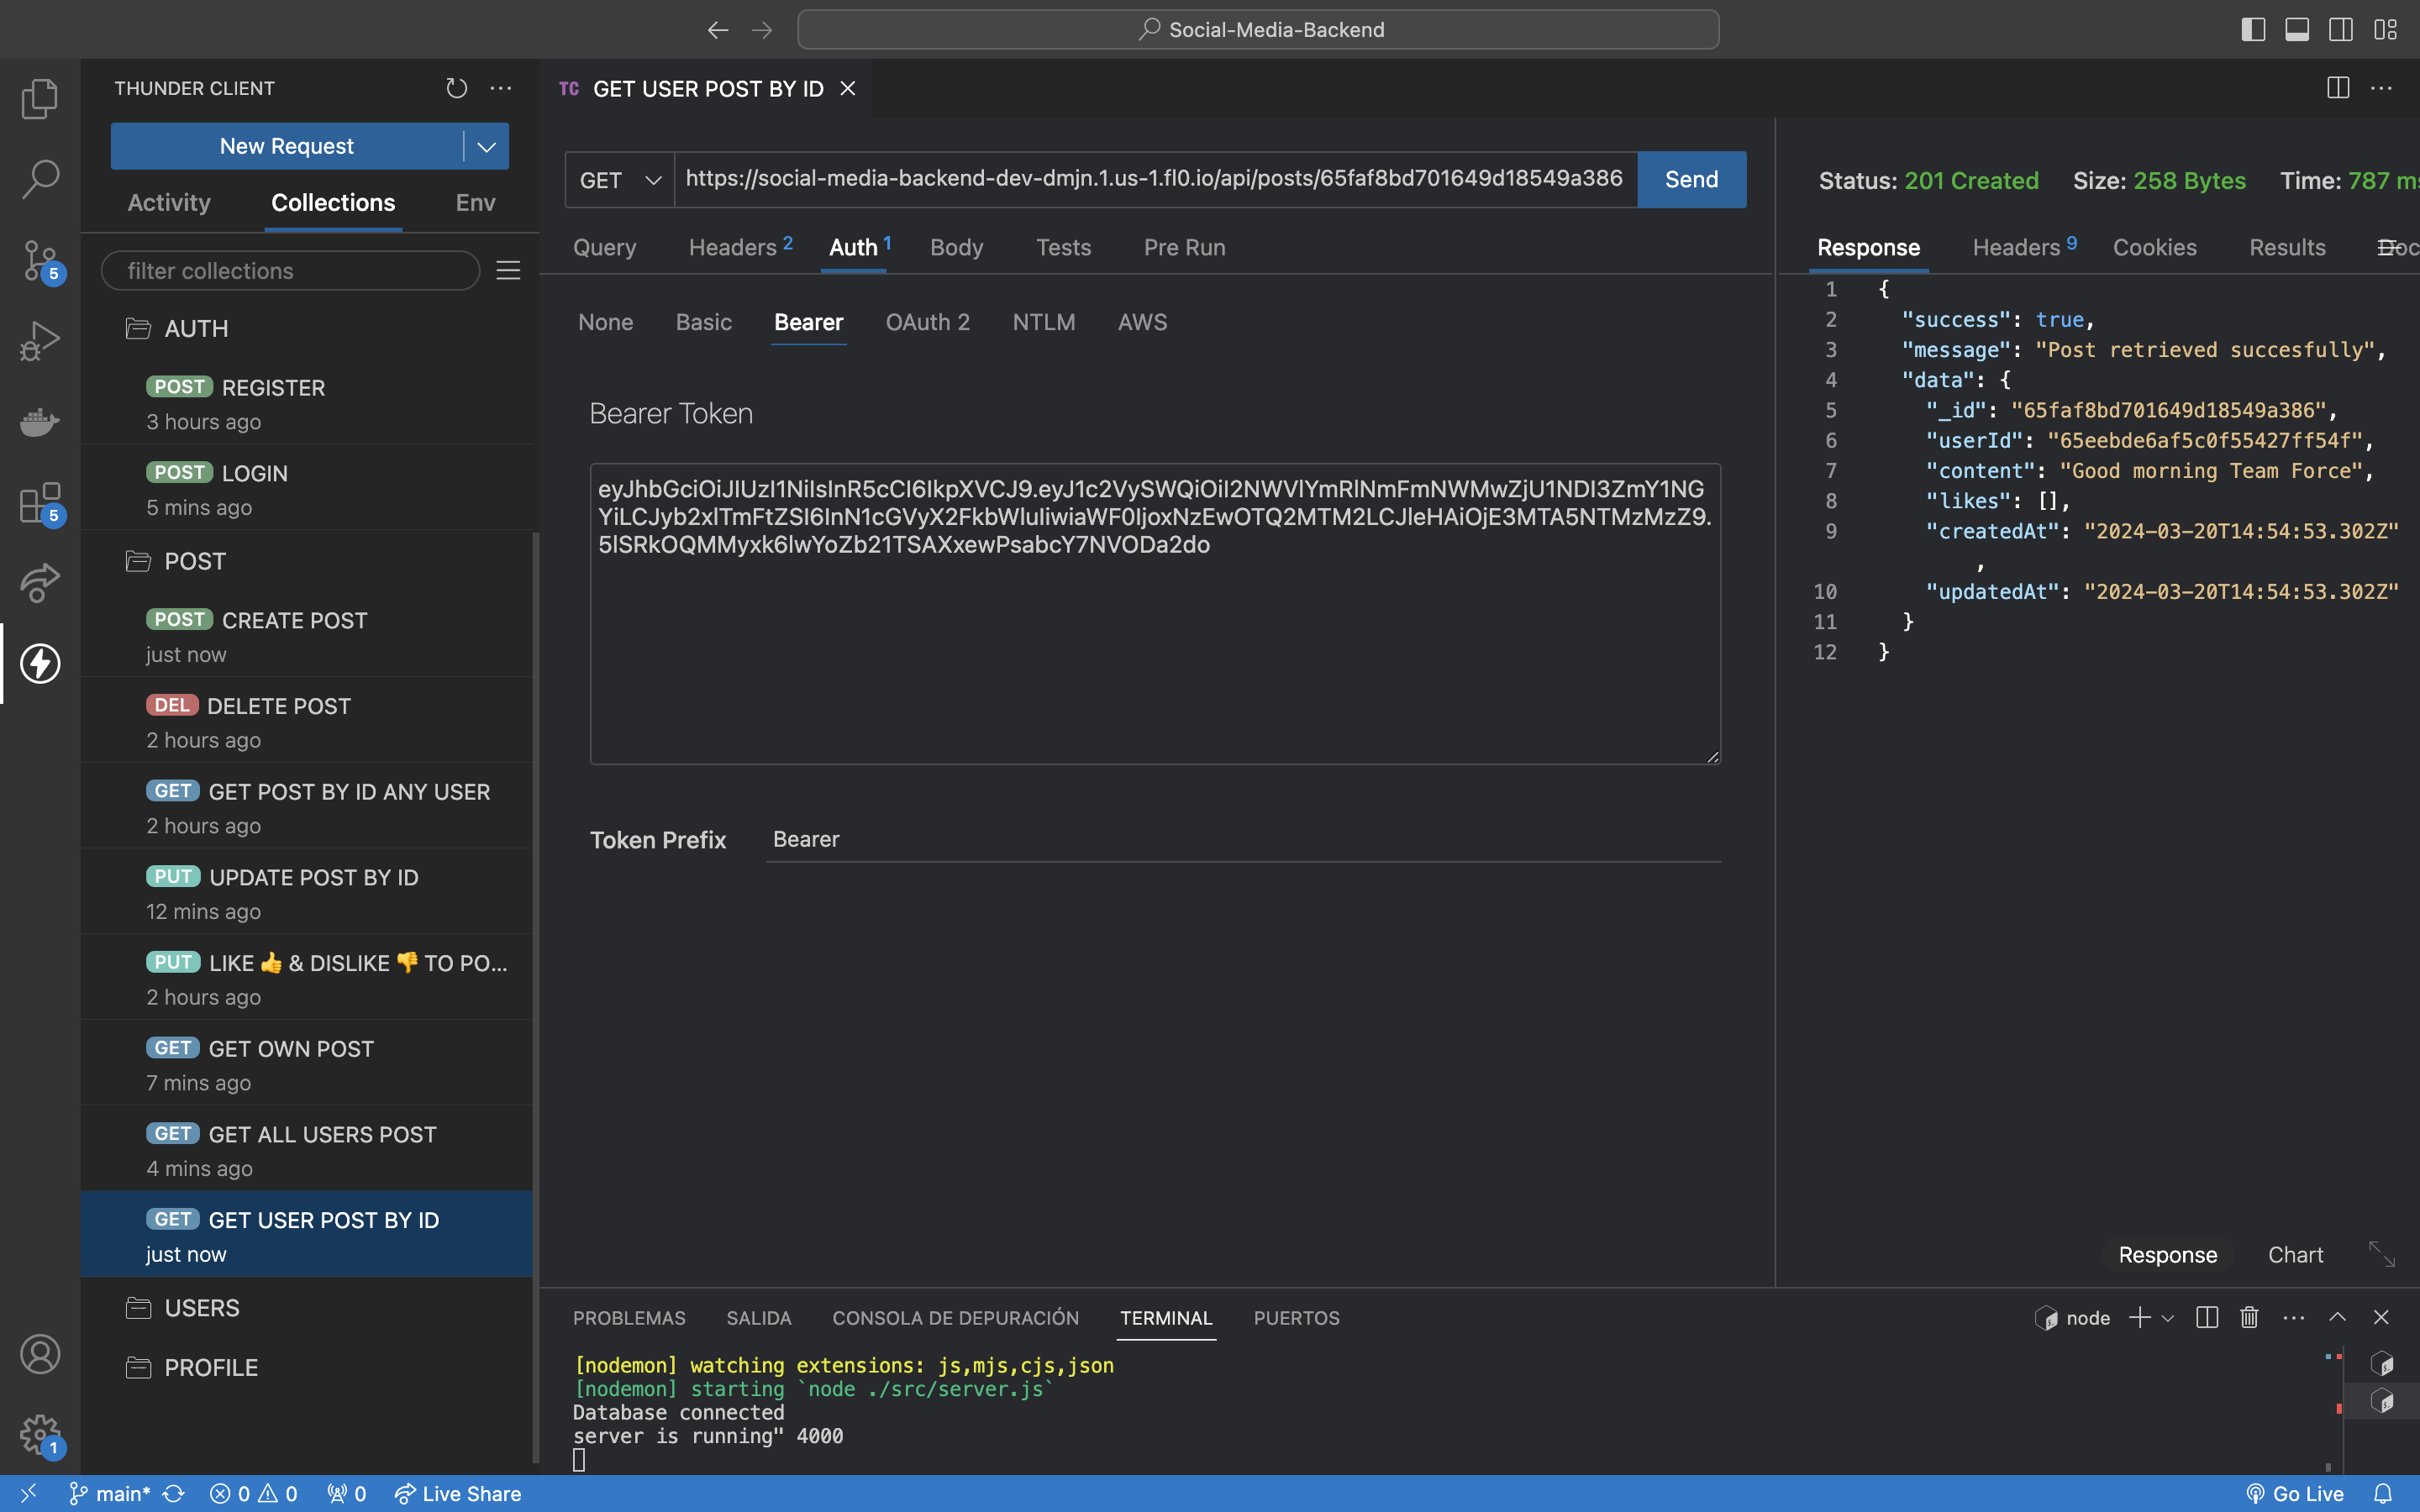 Social-Media-Backend
THUNDER CLIENT
New Request
Activity Collections Env
filter collections
AUTH
POST REGISTER
3 hours ago
POST LOGIN
5 mins ago
POST
POST CREATE POST
just now
DEL DELETE POST
2 hours ago
GET GET POST BY ID ANY USER
2 hours ago
PUT UPDATE POST BY ID
12 mins ago
PUT LIKE 👍 & DISLIKE 👎 TO PO...
2 hours ago
GET GET OWN POST
7 mins ago
GET GET ALL USERS POST
4 mins ago
GET GET USER POST BY ID
just now
USERS
PROFILE
5
5
1
TC GET USER POST BY ID
GET https://social-media-backend-dev-dmjn.1.us-1.fl0.io/api/posts/65faf8bd701649d18549a386 Send
Query Headers 2 Auth 1 Body Tests Pre Run
None Basic Bearer OAuth 2 NTLM AWS
Bearer Token
eyJhbGciOiJIUzI1NiIsInR5cCI6IkpXVCJ9.eyJ1c2VySWQiOiI2NWVlYmRlNmFmNWMwZjU1NDI3ZmY1NG
YiLCJyb2xlTmFtZSI6InN1cGVyX2FkbWluIiwiaWF0IjoxNzEwOTQ2MTM2LCJleHAiOjE3MTA5NTMzMzZ9.
5lSRkOQMMyxk6lwYoZb21TSAXxewPsabcY7NVODa2do
Token Prefix Bearer
Status: 201 Created Size: 258 Bytes Time: 787 ms
Response Headers 9 Cookies Results Doc
1 {
2 "success": true,
3 "message": "Post retrieved succesfully",
4 "data": {
5 "_id": "65faf8bd701649d18549a386",
6 "userId": "65eebde6af5c0f55427ff54f",
7 "content": "Good morning Team Force",
8 "likes": [],
9 "createdAt": "2024-03-20T14:54:53.302Z"
,
10 "updatedAt": "2024-03-20T14:54:53.302Z"
11 }
12 }
Response Chart
PROBLEMAS SALIDA CONSOLA DE DEPURACIÓN TERMINAL PUERTOS
node
[nodemon] watching extensions: js,mjs,cjs,json
[nodemon] starting `node ./src/server.js`
Database connected
server is running" 4000
main* 0 0 0 Live Share Go Live